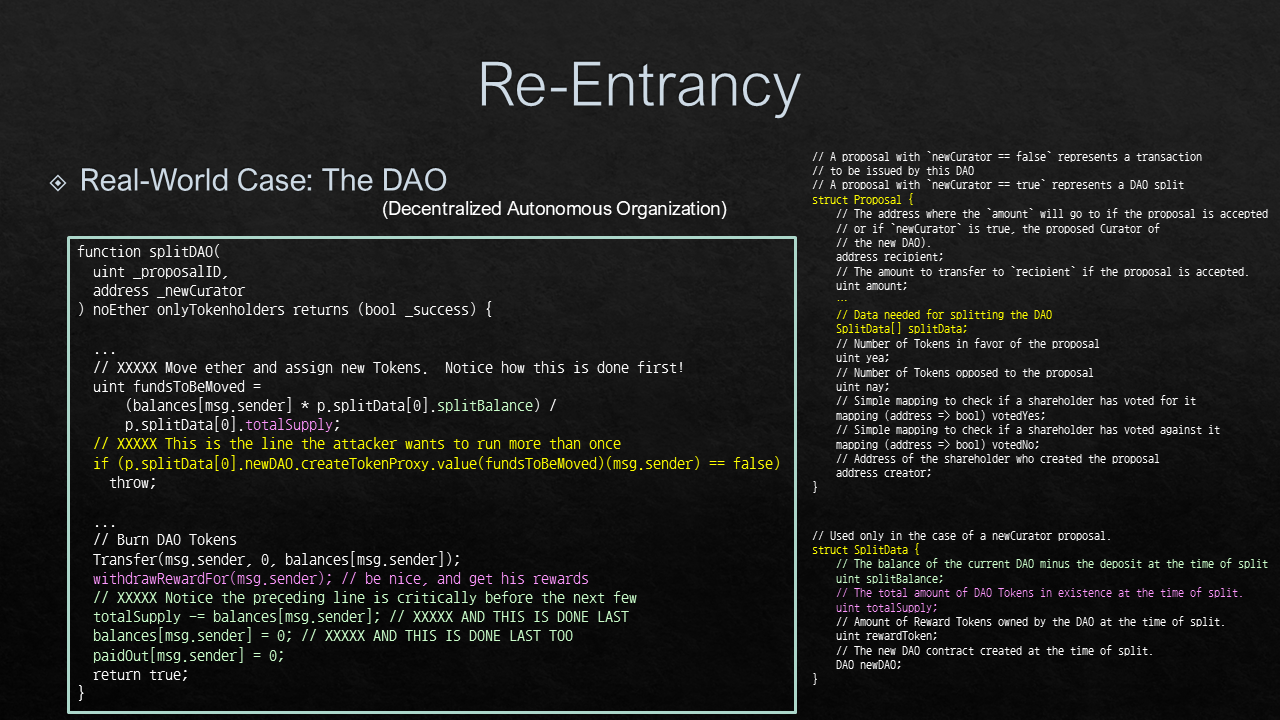 Re-Entrancy
Real-World Case: The DAO
(Decentralized Autonomous Organization)
function splitDAO(
  uint _proposalID,
  address _newCurator
) noEther onlyTokenholders returns (bool _success) {
  ...
  // XXXXX Move ether and assign new Tokens.  Notice how this is done first!
  uint fundsToBeMoved =
      (balances[msg.sender] * p.splitData[0].splitBalance) /
      p.splitData[0].totalSupply;
  // XXXXX This is the line the attacker wants to run more than once
  if (p.splitData[0].newDAO.createTokenProxy.value(fundsToBeMoved)(msg.sender) == false)
    throw;
  ...
  // Burn DAO Tokens
  Transfer(msg.sender, 0, balances[msg.sender]);
  withdrawRewardFor(msg.sender); // be nice, and get his rewards
  // XXXXX Notice the preceding line is critically before the next few
  totalSupply -= balances[msg.sender]; // XXXXX AND THIS IS DONE LAST
  balances[msg.sender] = 0; // XXXXX AND THIS IS DONE LAST TOO
  paidOut[msg.sender] = 0;
  return true;
}
// A proposal with `newCurator == false` represents a transaction
// to be issued by this DAO
// A proposal with `newCurator == true` represents a DAO split
struct Proposal {
    // The address where the `amount` will go to if the proposal is accepted
    // or if `newCurator` is true, the proposed Curator of
    // the new DAO).
    address recipient;
    // The amount to transfer to `recipient` if the proposal is accepted.
    uint amount;
    ...
    // Data needed for splitting the DAO
    SplitData[] splitData;
    // Number of Tokens in favor of the proposal
    uint yea;
    // Number of Tokens opposed to the proposal
    uint nay;
    // Simple mapping to check if a shareholder has voted for it
    mapping (address => bool) votedYes;
    // Simple mapping to check if a shareholder has voted against it
    mapping (address => bool) votedNo;
    // Address of the shareholder who created the proposal
    address creator;
}
// Used only in the case of a newCurator proposal.
struct SplitData {
    // The balance of the current DAO minus the deposit at the time of split
    uint splitBalance;
    // The total amount of DAO Tokens in existence at the time of split.
    uint totalSupply;
    // Amount of Reward Tokens owned by the DAO at the time of split.
    uint rewardToken;
    // The new DAO contract created at the time of split.
    DAO newDAO;
}